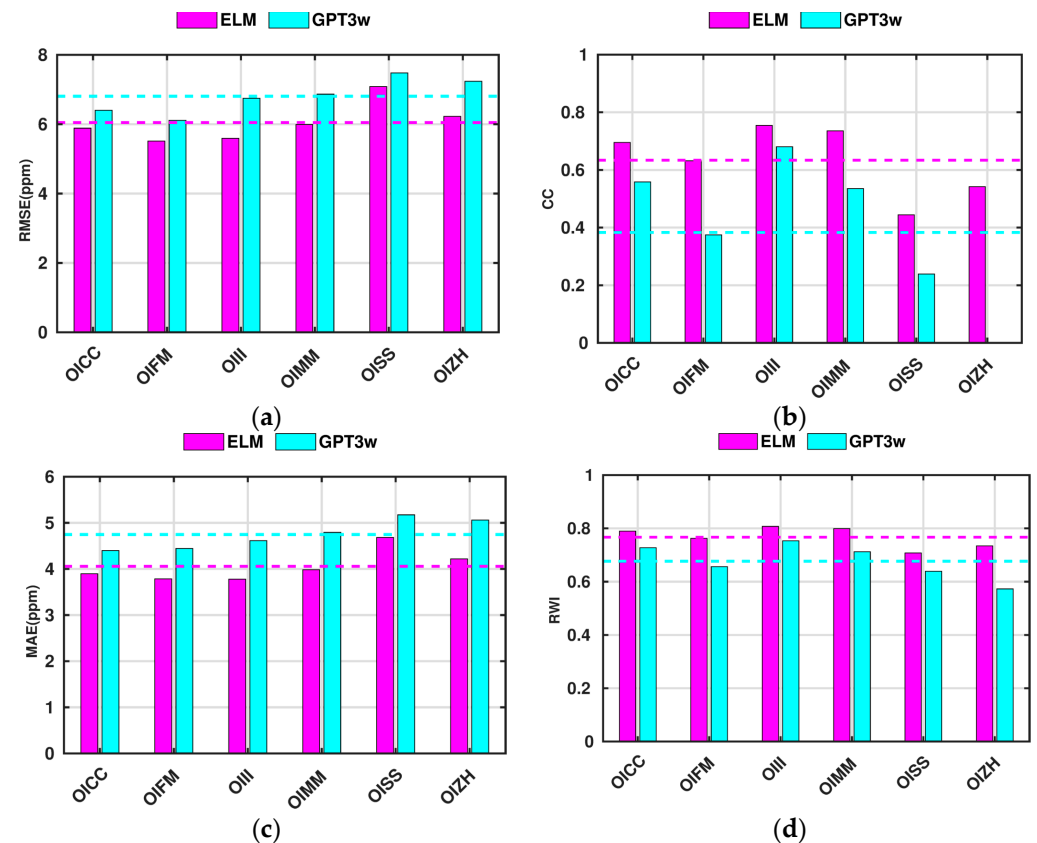 ELM GPT3w
8
6
4
2
0
RMSE(ppm)
OICC OIFM OIII OIMM OISS OIZH
(a)
ELM GPT3w
1
0.8
0.6
0.4
0.2
0
CC
OICC OIFM OIII OIMM OISS OIZH
(b)
ELM GPT3w
6
5
4
3
2
1
0
MAE(ppm)
OICC OIFM OIII OIMM OISS OIZH
(c)
ELM GPT3w
1
0.8
0.6
0.4
0.2
0
RWI
OICC OIFM OIII OIMM OISS OIZH
(d)